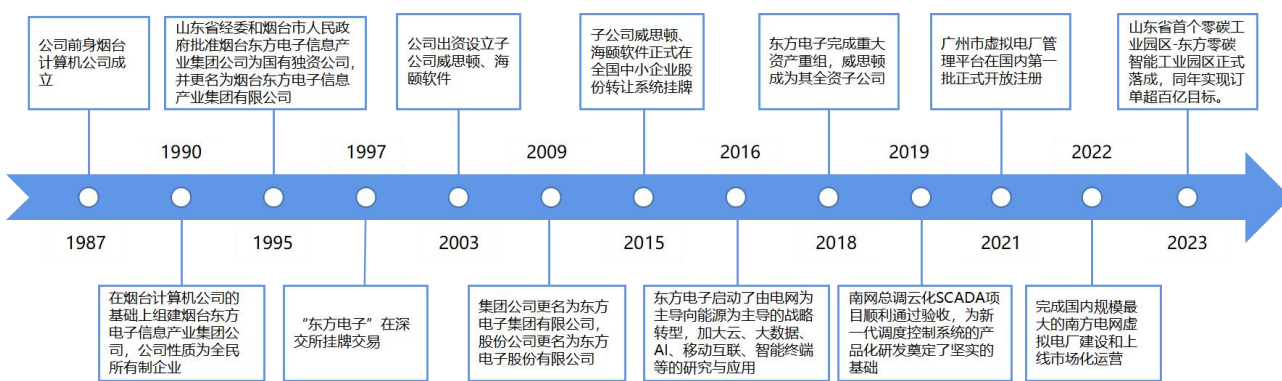 公司前身烟台
计算机公司成
立
山东省经委和烟台市人民政
府批准烟台东方电子信息产
业集团公司为国有独资公司，
并更名为烟台东方电子信息
产业集团有限公司
公司出资设立子
公司威思顿、海
颐软件
子公司威思顿、
海颐软件正式在
全国中小企业股
份转让系统挂牌
东方电子完成重大
资产重组，威思顿
成为其全资子公司
广州市虚拟电厂管
理平台在国内第一
批正式开放注册
山东省首个零碳工
业园区-东方零碳
智能工业园区正式
落成，同年实现订
单超百亿目标。
1990
1997
2009
2016
2019
2022
1987
1995
2003
2015
2018
2021
2023
在烟台计算机公司的
基础上组建烟台东方
电子信息产业集团公
司，公司性质为全民
所有制企业
“东方电子”在深
交所挂牌交易
集团公司更名为东方
电子集团有限公司，
股份公司更名为东方
电子股份有限公司
东方电子启动了由电网为
主导向能源为主导的战略
转型，加大云、大数据、
AI、移动互联、智能终端
等的研究与应用
南网总调云化SCADA项
目顺利通过验收，为新
一代调度控制系统的产
品化研发奠定了坚实的
基础
完成国内规模最
大的南方电网虚
拟电厂建设和上
线市场化运营